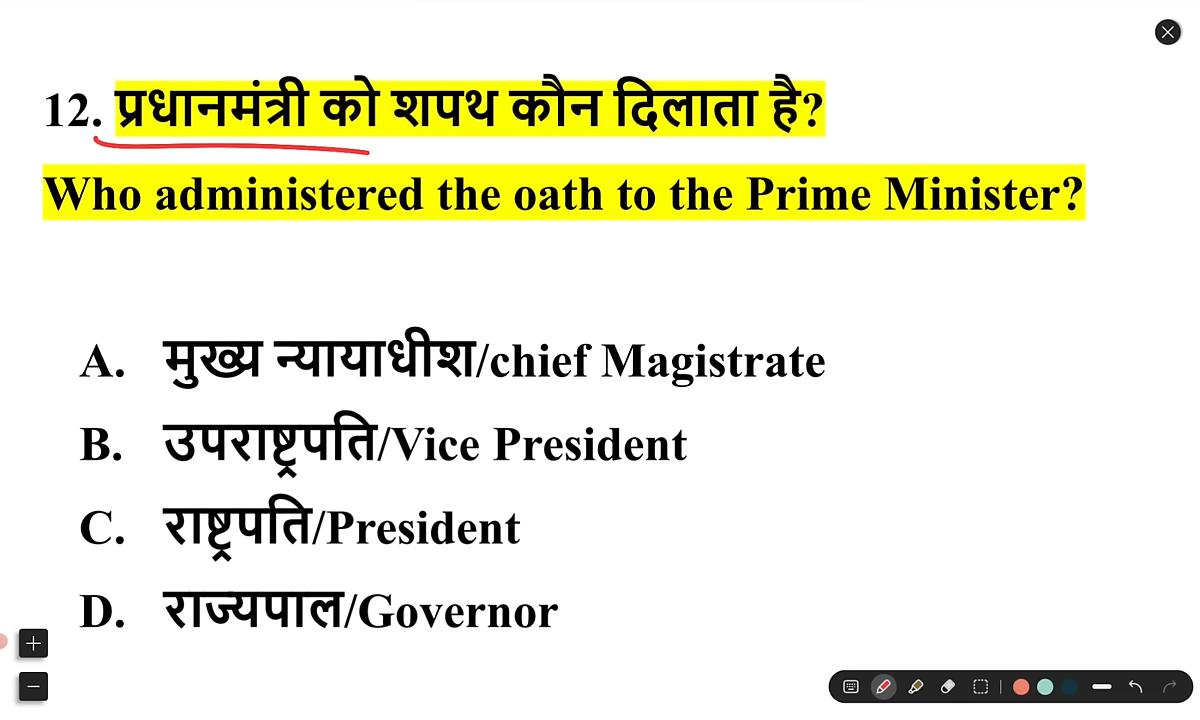 12. प्रधानमंत्री को शपथ कौन दिलाता है?
Who administered the oath to the Prime Minister?
A. मुख्य न्यायाधीश/chief Magistrate
B. उपराष्ट्रपति/Vice President
C. राष्ट्रपति/President
D. राज्यपाल/Governor